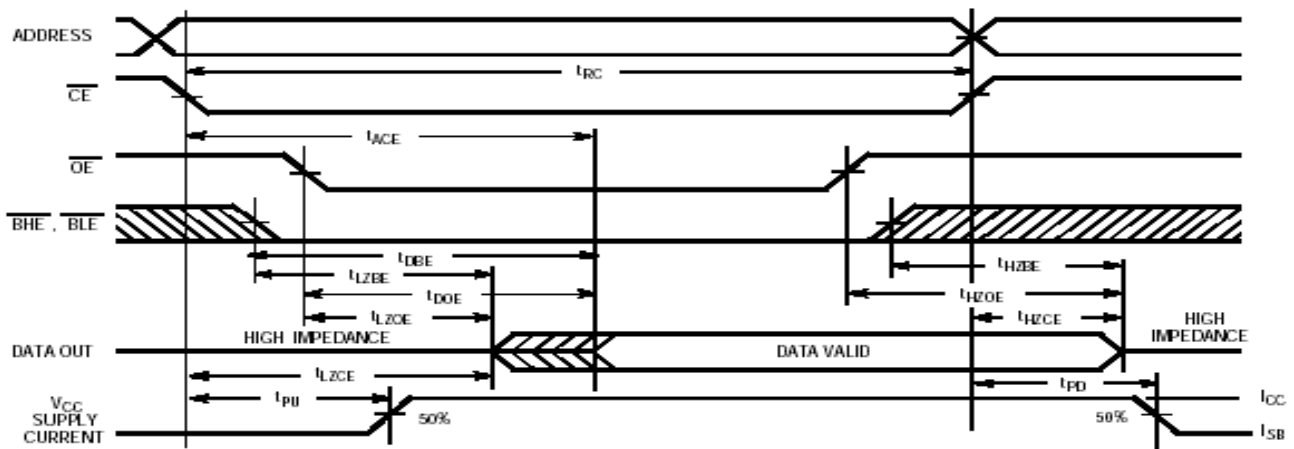 ADDRESS
tRC
CE
tACE
OE
BHE , BLE
tDBE
tLZBE
tHZBE
tDOE
tHZOE
tLZOE
tHZCE
HIGH IMPEDANCE
HIGH
IMPEDANCE
DATA OUT
DATA VALID
tLZCE
tPU
tPD
VCC
SUPPLY
CURRENT
50%
50%
ICC
ISB